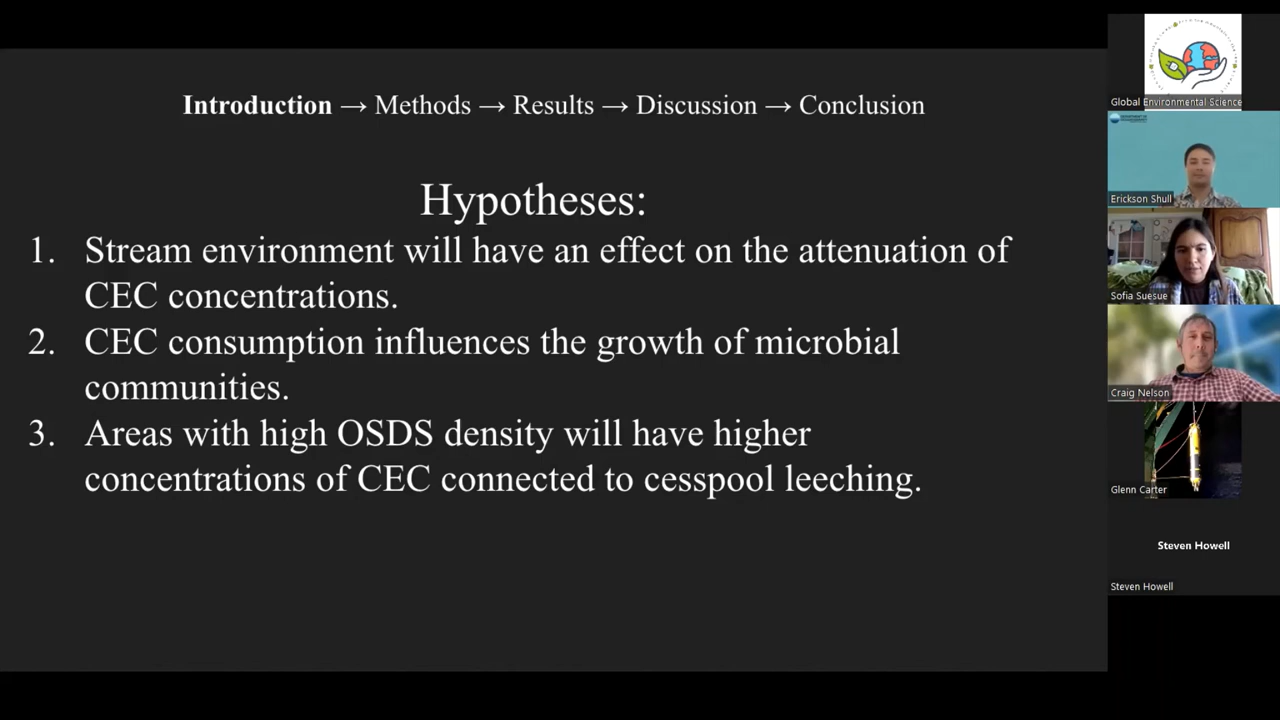 Introduction → Methods → Results → Discussion → Conclusion
Hypotheses:
1. Stream environment will have an effect on the attenuation of
CEC concentrations.
2. CEC consumption influences the growth of microbial
communities.
3. Areas with high OSDS density will have higher
concentrations of CEC connected to cesspool leeching.
Global Environmental Science
Erickson Shull
Sofia Suesue
Craig Nelson
Glenn Carter
Steven Howell
Steven Howell